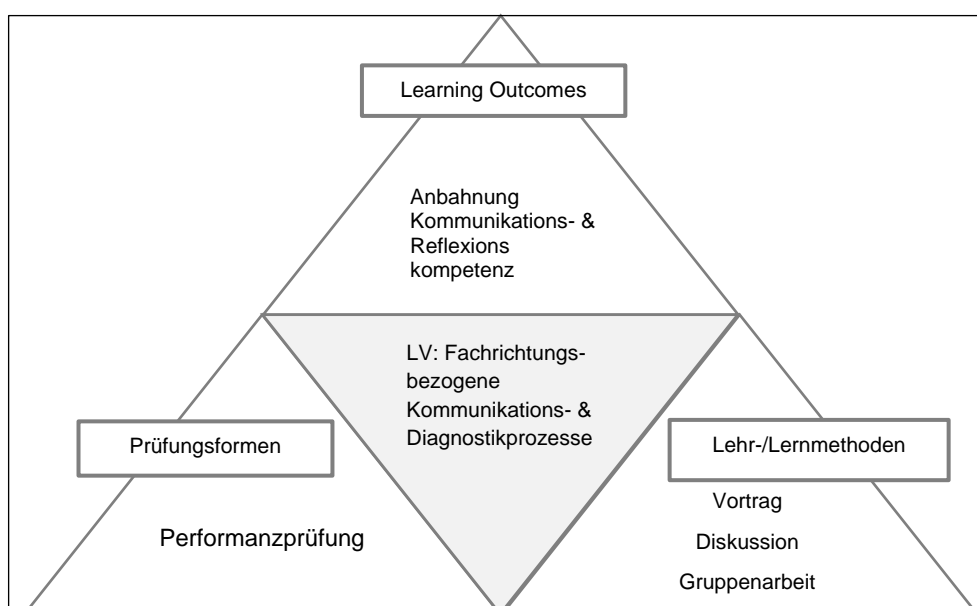 Learning Outcomes
Anbahnung
Kommunikations- &
Reflexions
kompetenz
LV: Fachrichtungs-
bezogene
Kommunikations- &
Diagnostikprozesse
Prüfungsformen
Performanzprüfung
Lehr-/Lernmethoden
Vortrag
Diskussion
Gruppenarbeit